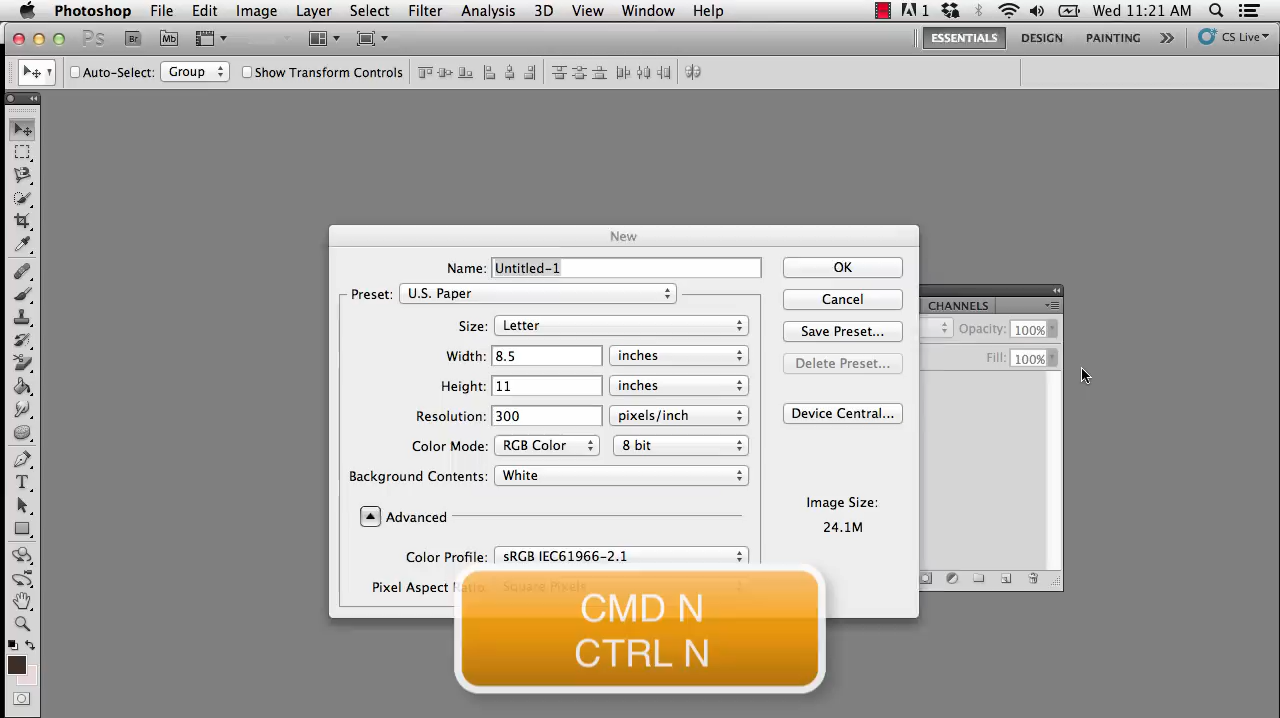 Photoshop File Edit Image Layer Select Filter Analysis 3D View Window Help 1 Wed 11:21 AM
Ps Br Mb ESSENTIALS DESIGN PAINTING CS Live
Auto-Select: Group Show Transform Controls
New
Name: Untitled-1 OK
Preset: U.S. Paper Cancel
CHANNELS
Size: Letter Save Preset... Opacity: 100%
Width: 8.5 inches Delete Preset... Fill: 100%
Height: 11 inches
Resolution: 300 pixels/inch Device Central...
Color Mode: RGB Color 8 bit
Background Contents: White
T
Image Size:
Advanced 24.1M
Color Profile: sRGB IEC61966-2.1
Pixel Aspect Ratio: Square Pixels
CMD N
CTRL N